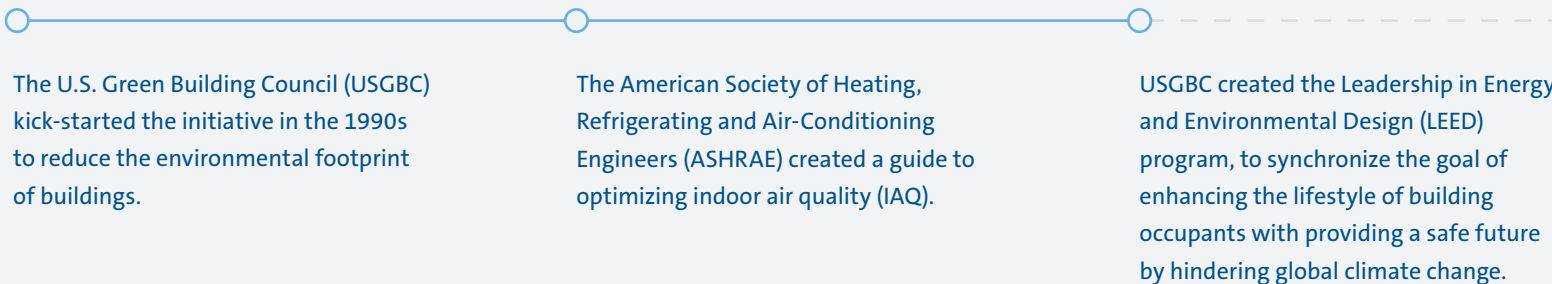 The U.S. Green Building Council (USGBC)
kick-started the initiative in the 1990s
to reduce the environmental footprint
of buildings.
The American Society of Heating,
Refrigerating and Air-Conditioning
Engineers (ASHRAE) created a guide to
optimizing indoor air quality (IAQ).
USGBC created the Leadership in Energy
and Environmental Design (LEED)
program, to synchronize the goal of
enhancing the lifestyle of building
occupants with providing a safe future
by hindering global climate change.